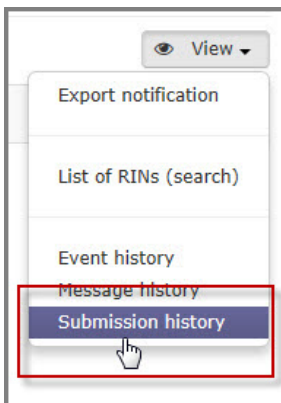 View
Export notification
List of RINs (search)
Event history
Message history
Submission history